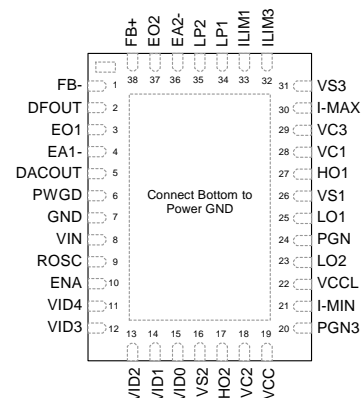 FB+ EO2 EA2- LP2 LP1 ILIM1 ILIM3
38 37 36 35 34 33 32
FB- 1
DFOUT 2
EO1 3
EA1- 4
DACOUT 5
PWGD 6
GND 7
VIN 8
ROSC 9
ENA 10
VID4 11
VID3 12
Connect Bottom to
Power GND
31 VS3
30 I-MAX
29 VC3
28 VC1
27 HO1
26 VS1
25 LO1
24 PGN
23 LO2
22 VCCL
21 I-MIN
20 PGN3
13 14 15 16 17 18 19
VID2 VID1 VID0 VS2 HO2 VC2 VCC